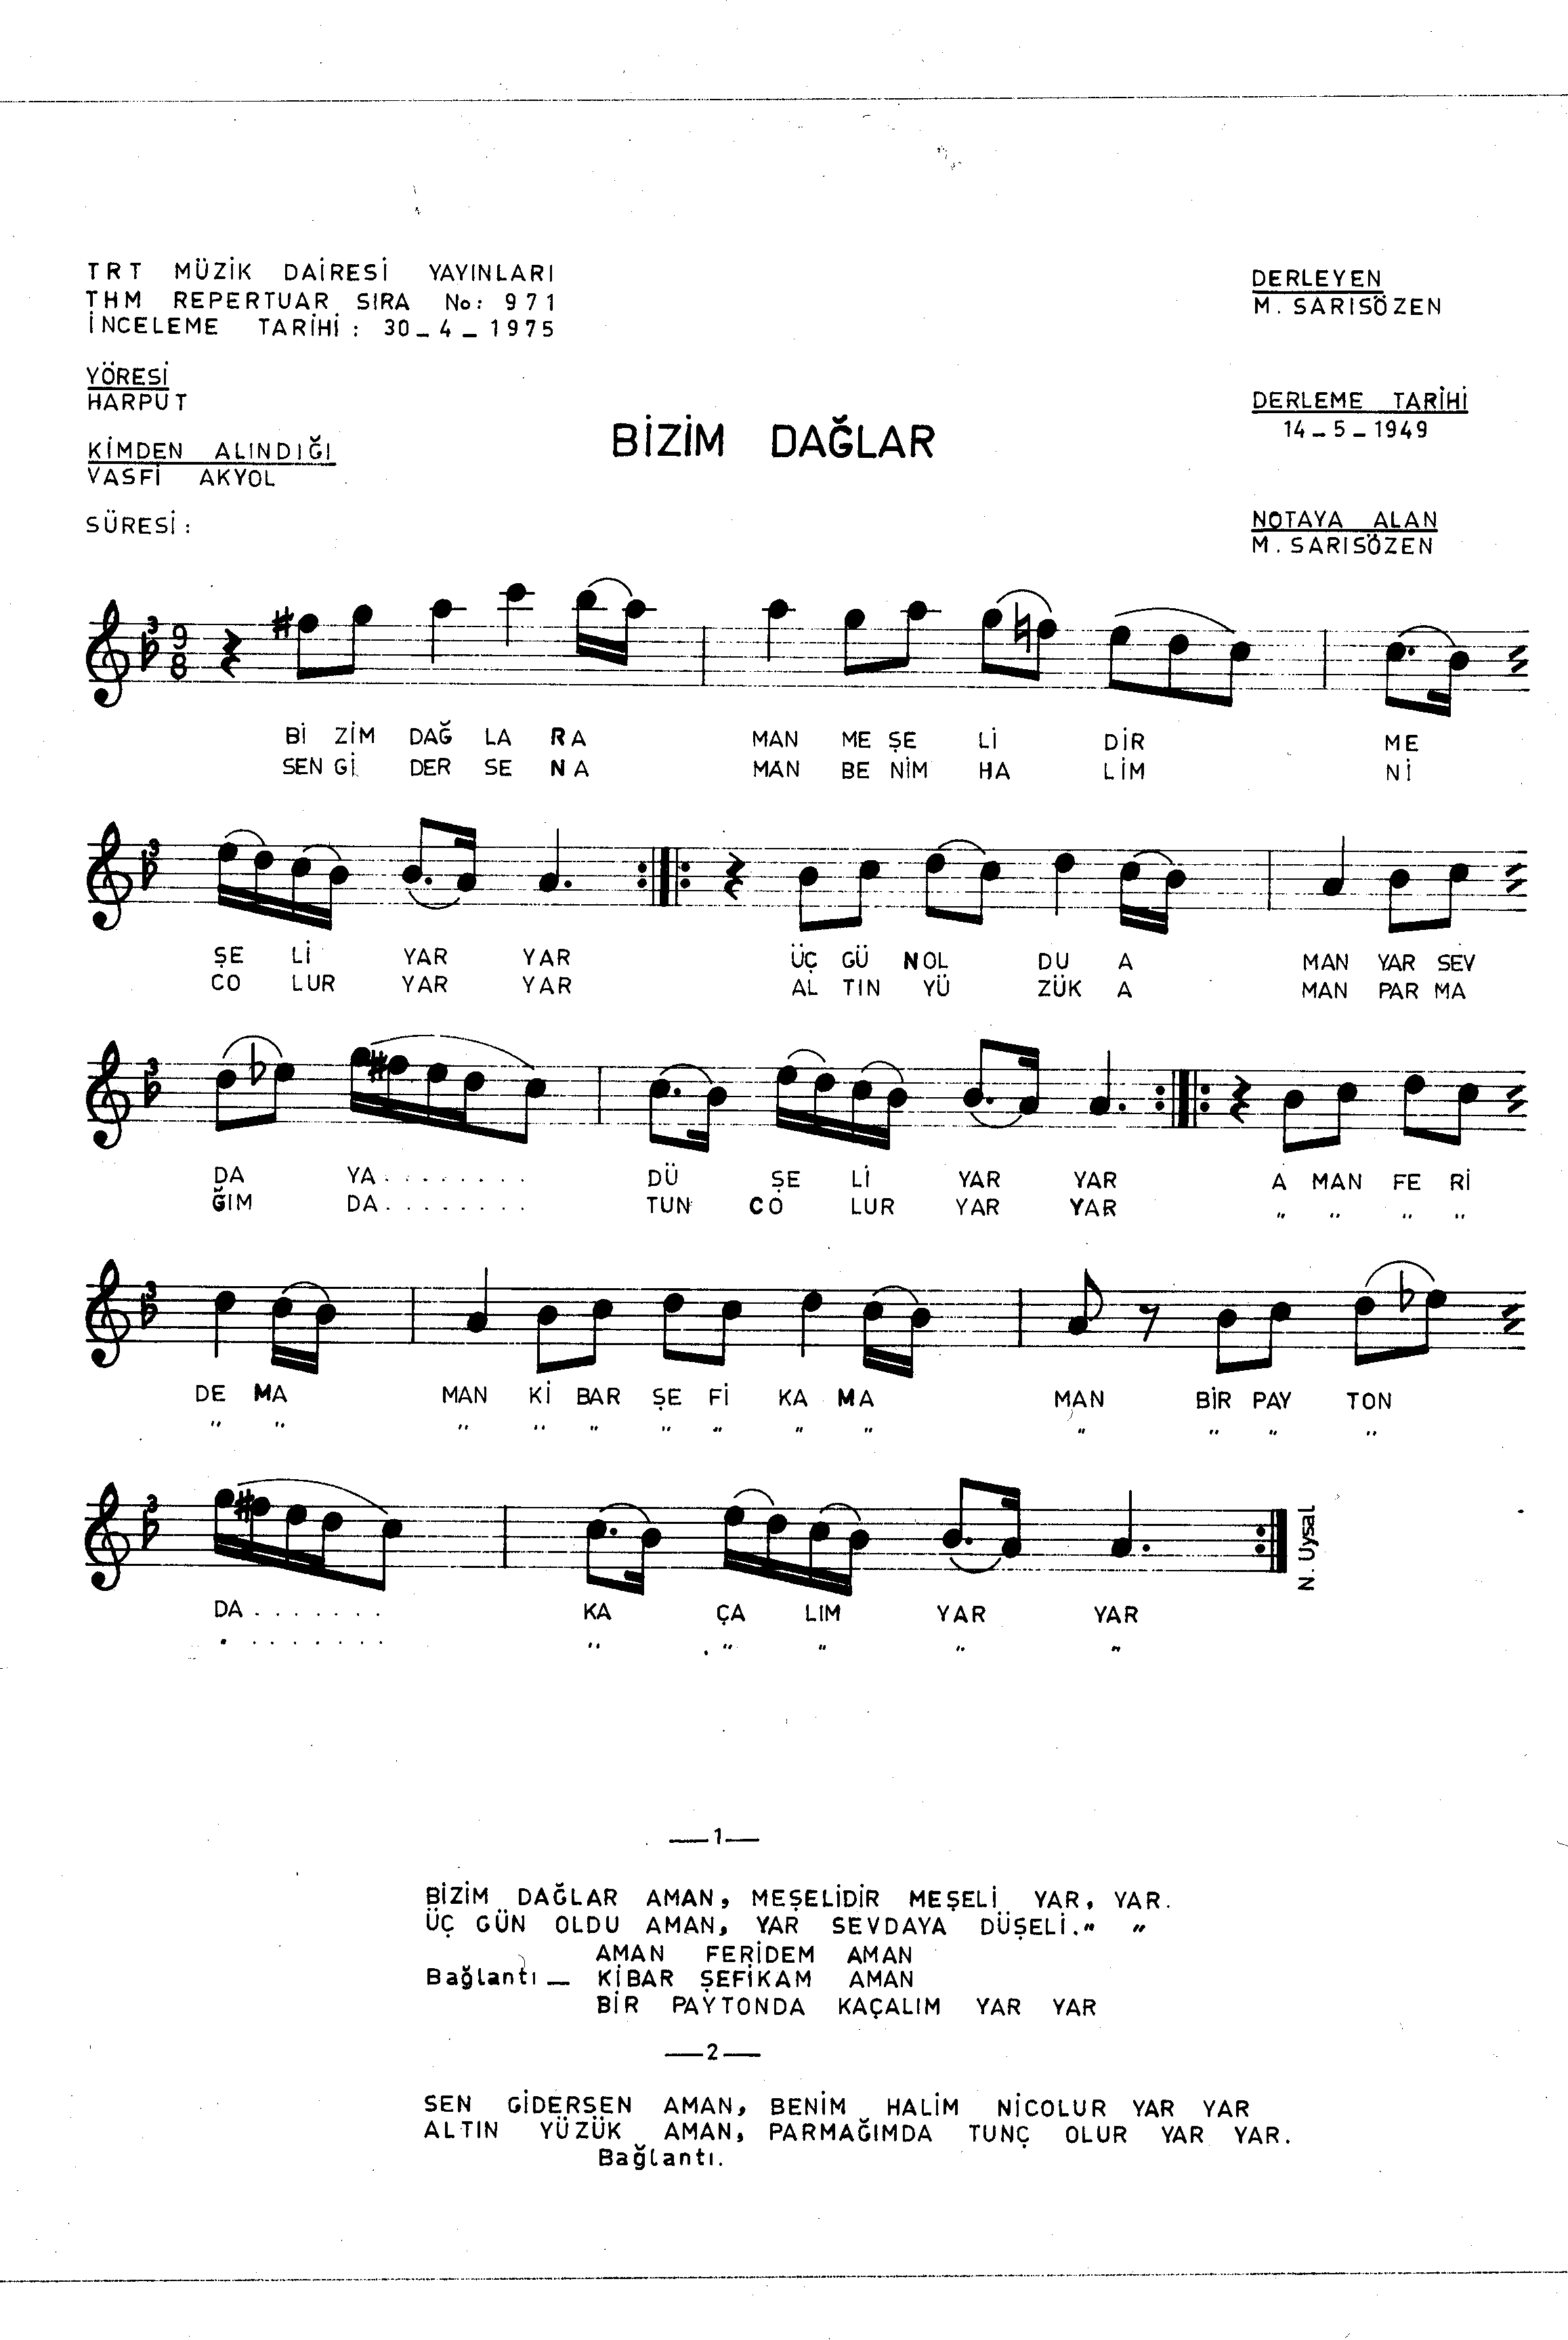 TRT MÜZİK DAİRESİ YAYINLARI
THM REPERTUAR SIRA No: 971
İNCELEME TARİHİ: 30_4_1975
DERLEYEN
M. SARISÖZEN
YÖRESİ
HARPUT
DERLEME TARİHİ
14_5_1949
KİMDEN ALINDIĞI
VASFİ AKYOL
BİZİM DAĞLAR
SÜRESİ:
NOTAYA ALAN
M. SARISÖZEN
3 9 8
Bİ ZİM DAĞ LA RA MAN ME ŞE Lİ DİR ME
SEN Gİ DER SE NA MAN BE NİM HA LİM Nİ
3
ŞE Lİ YAR YAR ÜÇ GÜ NOL DU A MAN YAR SEV
CO LUR YAR YAR AL TIN YÜ ZÜK A MAN PAR MA
3
DA YA........ DÜ ŞE Lİ YAR YAR A MAN FE Rİ
ĞIM DA........ TUN CO LUR YAR YAR " " " "
3
DE MA MAN Kİ BAR ŞE Fİ KA MA MAN BİR PAY TON
" " " " " " " " " " " " "
3
DA....... KA ÇA LIM YAR YAR
" ....... " " " " "
N. Uysal
—1—
BİZİM DAĞLAR AMAN, MEŞELİDİR MEŞELİ YAR, YAR.
ÜÇ GÜN OLDU AMAN, YAR SEVDAYA DÜŞELİ. " "
AMAN FERİDEM AMAN
Bağlantı — KİBAR ŞEFİKAM AMAN
BİR PAYTONDA KAÇALIM YAR YAR
—2—
SEN GİDERSEN AMAN, BENİM HALİM NİCOLUR YAR YAR
ALTIN YÜZÜK AMAN, PARMAĞIMDA TUNÇ OLUR YAR YAR.
Bağlantı.